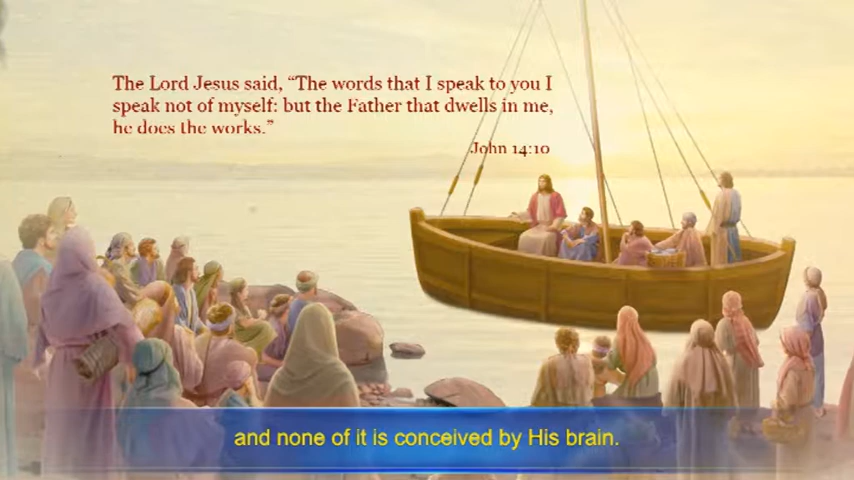 The Lord Jesus said, “The words that I speak to you I
speak not of myself: but the Father that dwells in me,
he does the works.”
John 14:10
and none of it is conceived by His brain.